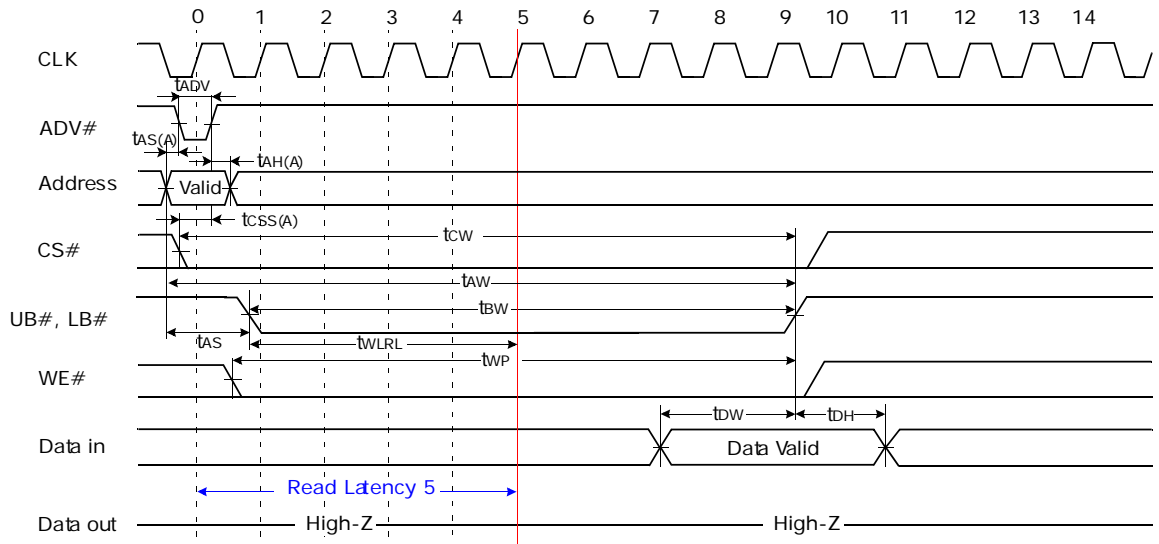 0 1 2 3 4 5 6 7 8 9 10 11 12 13 14
CLK
tADV
ADV#
tAS(A)
tAH(A)
Address Valid
tCSS(A)
CS# tCW
tAW
UB#, LB# tBW
tAS tWLRL
tWP
WE#
tDW tDH
Data in Data Valid
Read Latency 5
Data out High-Z High-Z